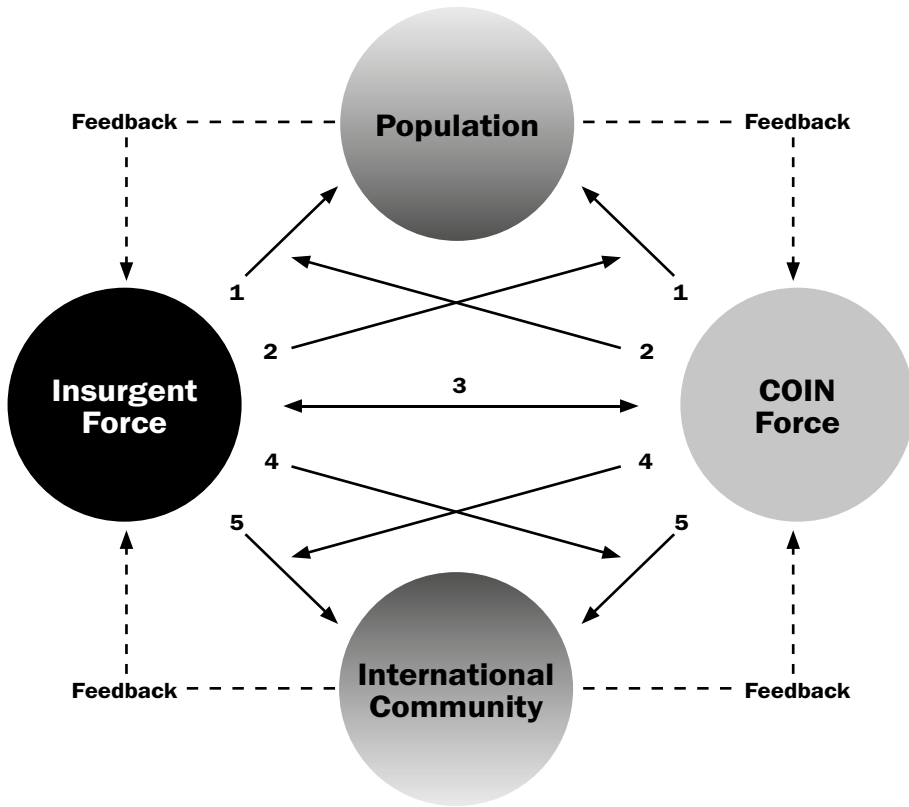 Feedback
Population
Feedback
1
1
2
2
Insurgent
Force
3
COIN
Force
4
4
5
5
International
Community
Feedback
Feedback